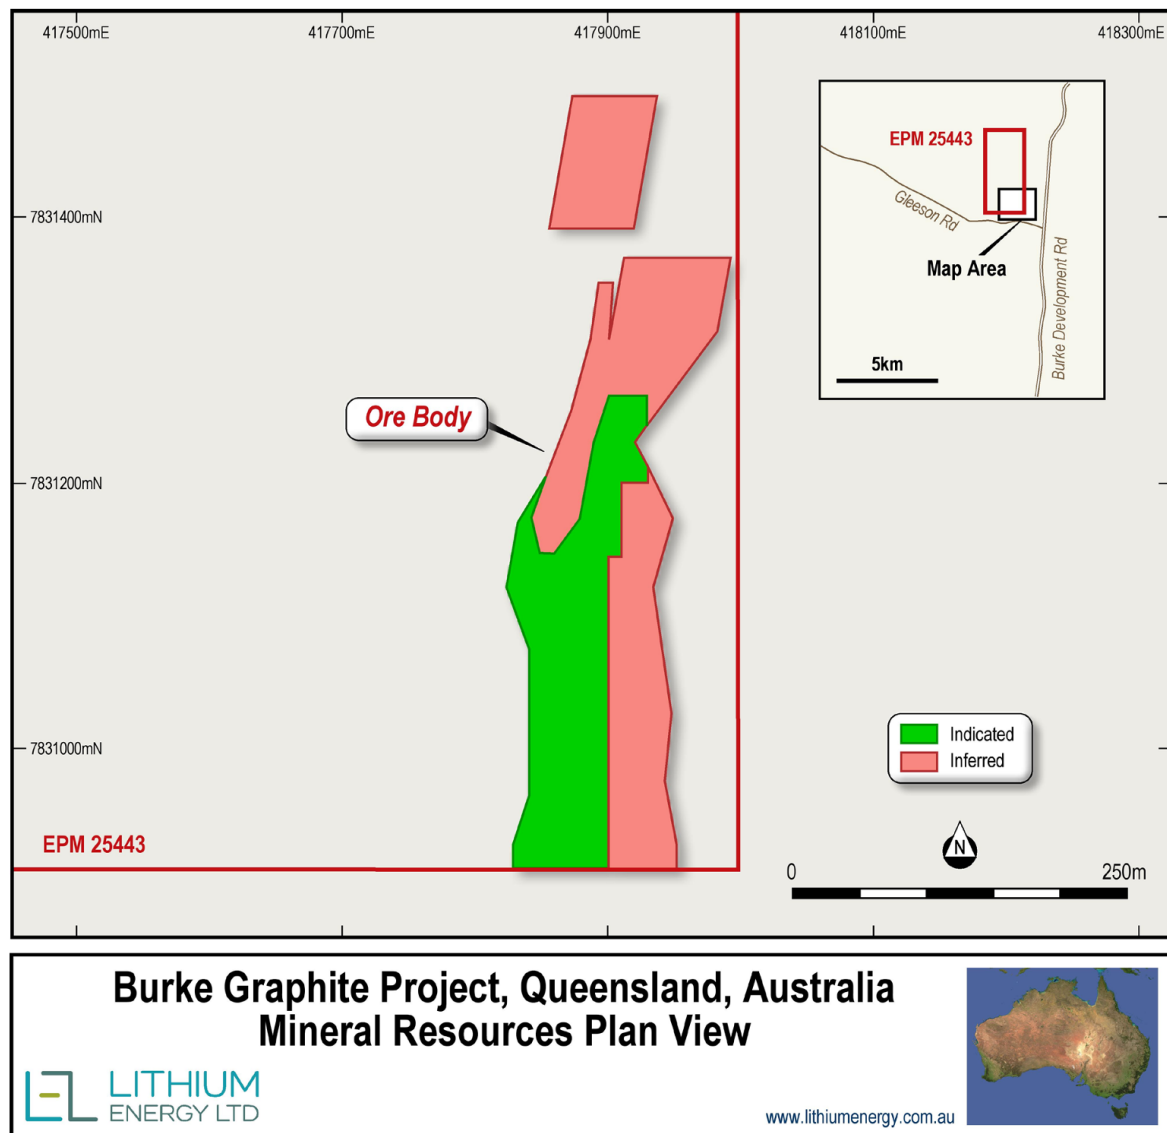 417500mE
417700mE
417900mE
418100mE
418300mE
7831400mN
7831200mN
7831000mN
EPM 25443
Gleeson Rd
Map Area
Burke Development Rd
5km
Ore Body
Indicated
Inferred
EPM 25443
N
0
250m
Burke Graphite Project, Queensland, Australia
Mineral Resources Plan View
LITHIUM
ENERGY LTD
www.lithiumenergy.com.au